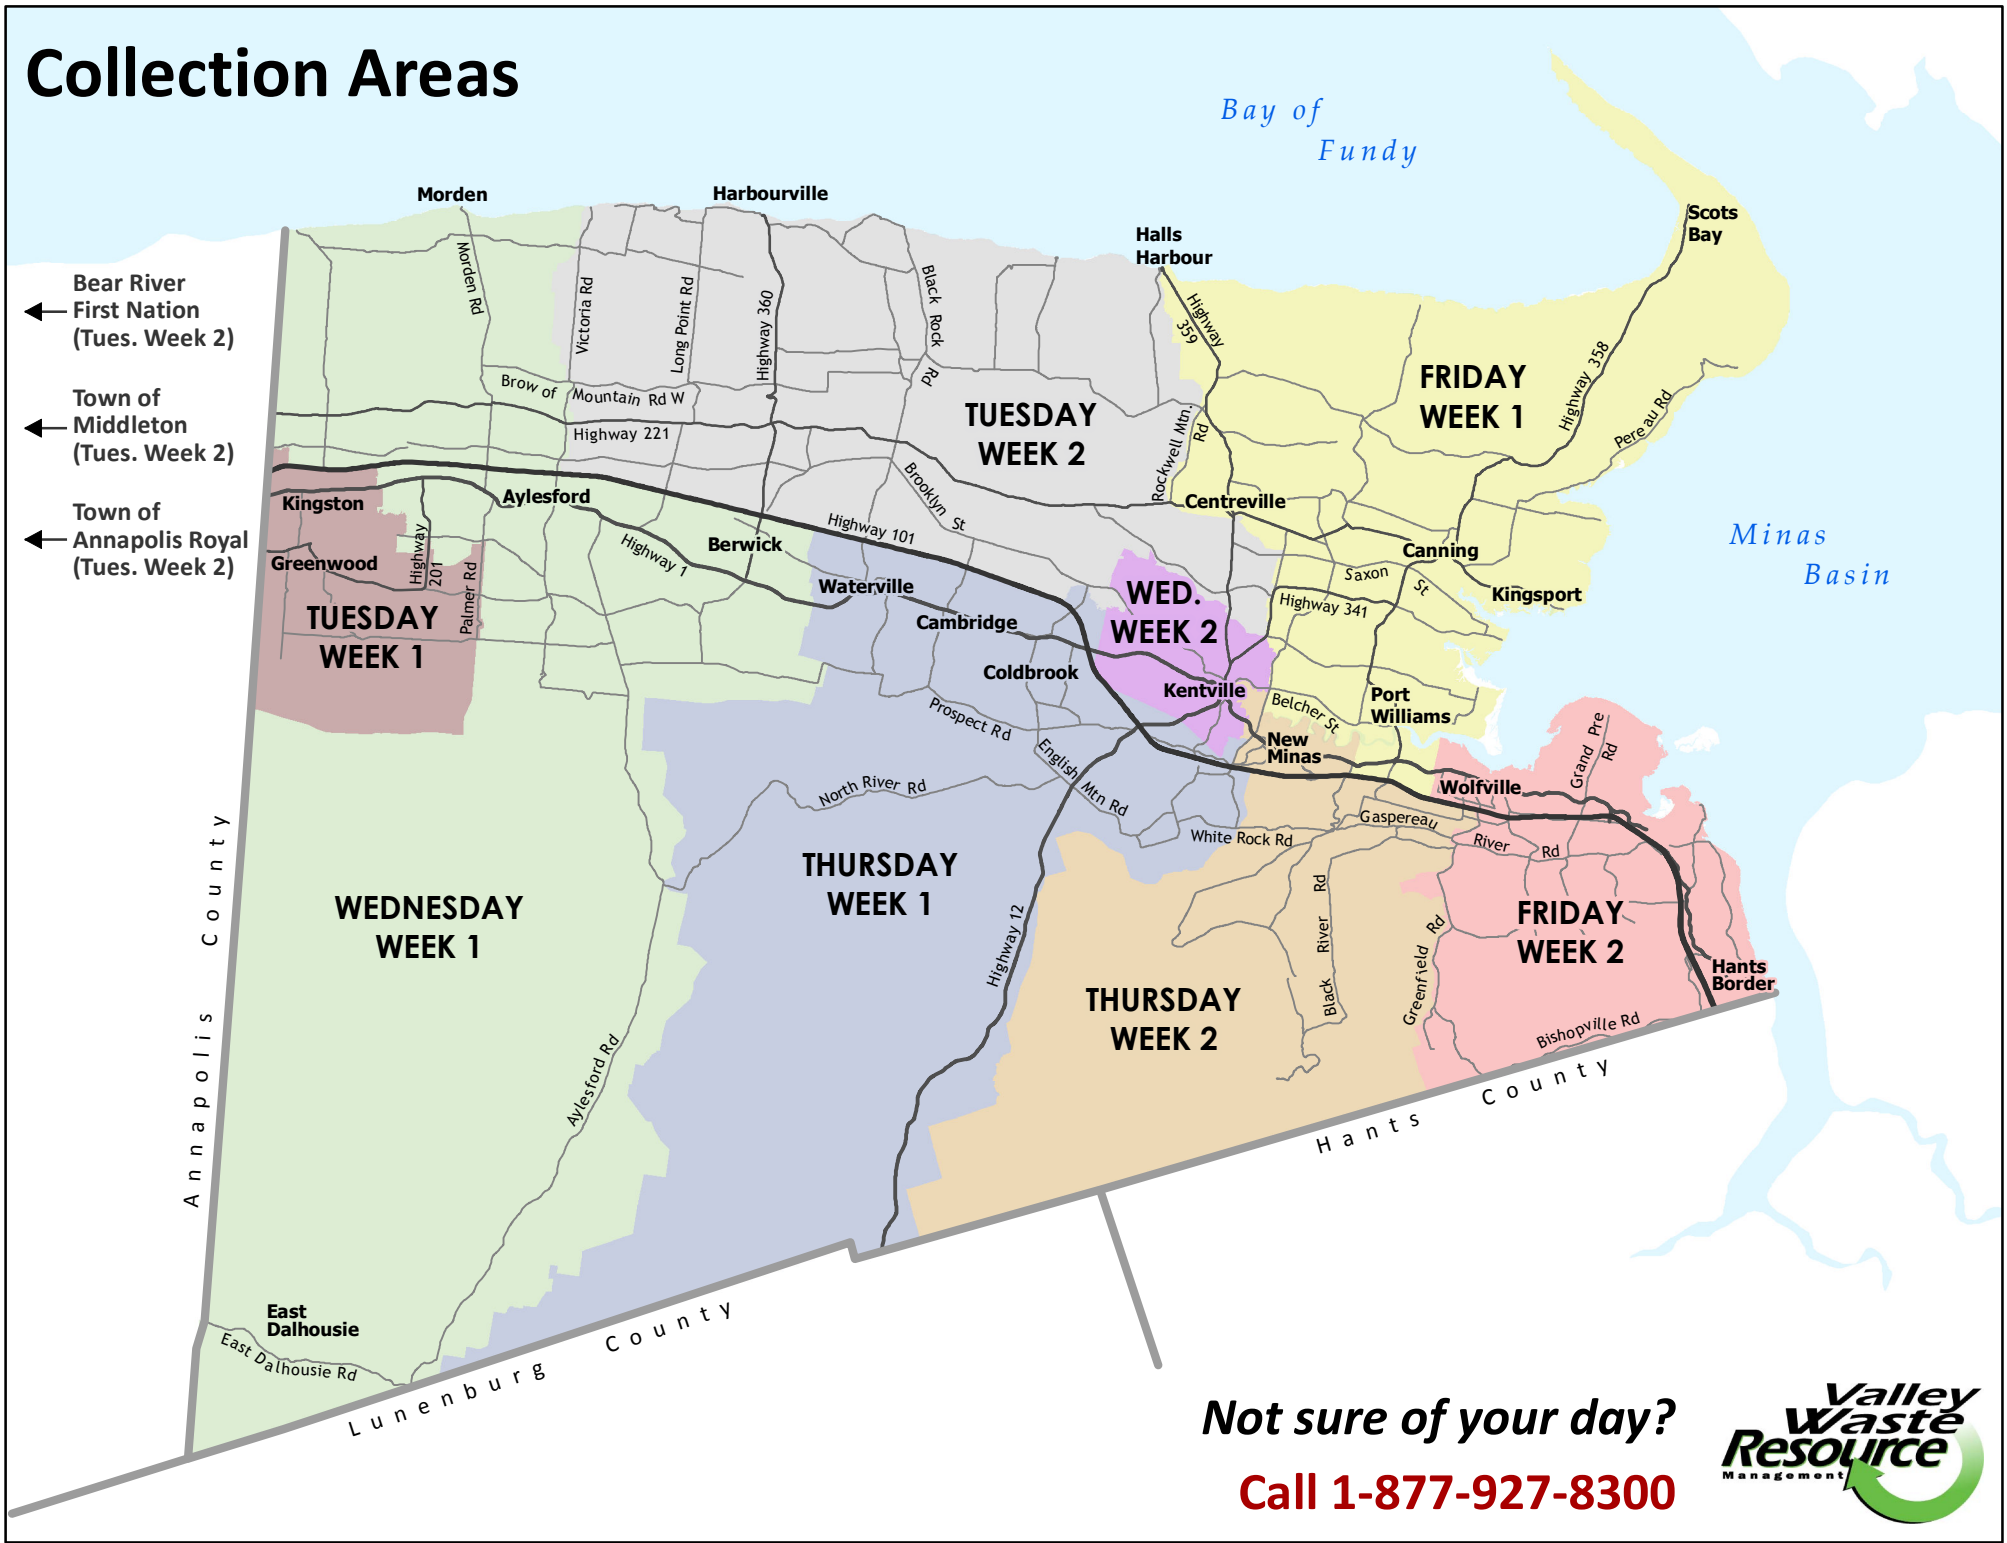 Collection Areas
Bay of
Fundy
Minas
Basin
Morden
Harbourville
Halls
Harbour
Scots
Bay
Bear River
First Nation
(Tues. Week 2)
Town of
Middleton
(Tues. Week 2)
Town of
Annapolis Royal
(Tues. Week 2)
Morden Rd
Victoria Rd
Long Point Rd
Highway 360
Black Rock
Rd
Highway
359
Highway 358
Pereau Rd
Brow of Mountain Rd W
Highway 221
TUESDAY
WEEK 2
FRIDAY
WEEK 1
Rockwell Mtn.
Rd
Brooklyn St
Centreville
Kingston
Aylesford
Highway 101
Highway
201
Highway 1
Berwick
Greenwood
Palmer Rd
TUESDAY
WEEK 1
Waterville
Cambridge
Coldbrook
WED.
WEEK 2
Kentville
Canning
Saxon
St
Kingsport
Highway 341
Port
Williams
Belcher St
New
Minas
Prospect Rd
English Mtn Rd
North River Rd
White Rock Rd
Wolfville
Grand Pre
Rd
Gaspereau
River Rd
THURSDAY
WEEK 1
WEDNESDAY
WEEK 1
Highway 12
Black River Rd
Greenfield Rd
THURSDAY
WEEK 2
FRIDAY
WEEK 2
Hants
Border
Bishopville Rd
Aylesford Rd
East
Dalhousie
East Dalhousie Rd
Annapolis County
Lunenburg County
Hants County
Not sure of your day?
Call 1-877-927-8300
Valley
Waste
Resource
Management